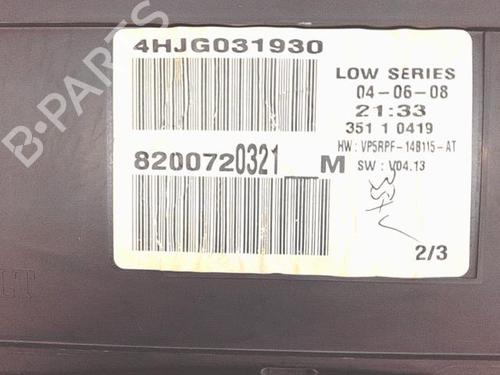 4HJG031930
LOW SERIES
04-06-08
21:33
351 1 0419
HW: VP5RPF-14B115-AT
SW: V04.13
8200720321__M
2/3
B-PARTS